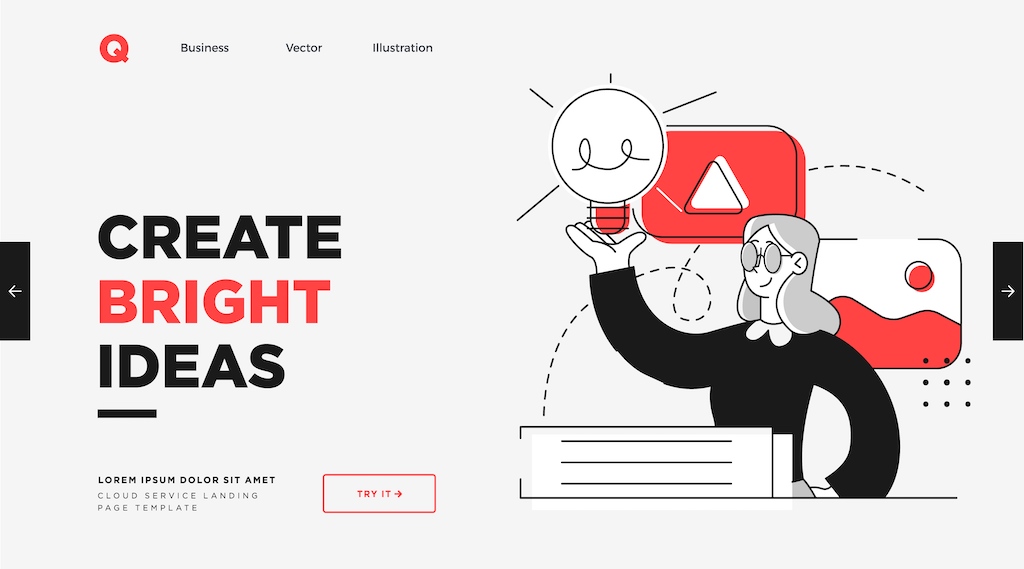 Q
Business Vector Illustration
CREATE
BRIGHT
IDEAS
LOREM IPSUM DOLOR SIT AMET
CLOUD SERVICE LANDING
PAGE TEMPLATE
TRY IT